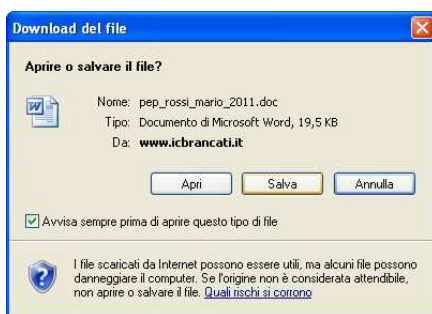 Download del file
Aprire o salvare il file?
Nome: pep_rossi_mario_2011.doc
Tipo: Documento di Microsoft Word, 19,5 KB
Da: www.icbrancati.it
Apri Salva Annulla
Avvisa sempre prima di aprire questo tipo di file
I file scaricati da Internet possono essere utili, ma alcuni file possono
danneggiare il computer. Se l'origine non è considerata attendibile,
non aprire o salvare il file. Quali rischi si corrono